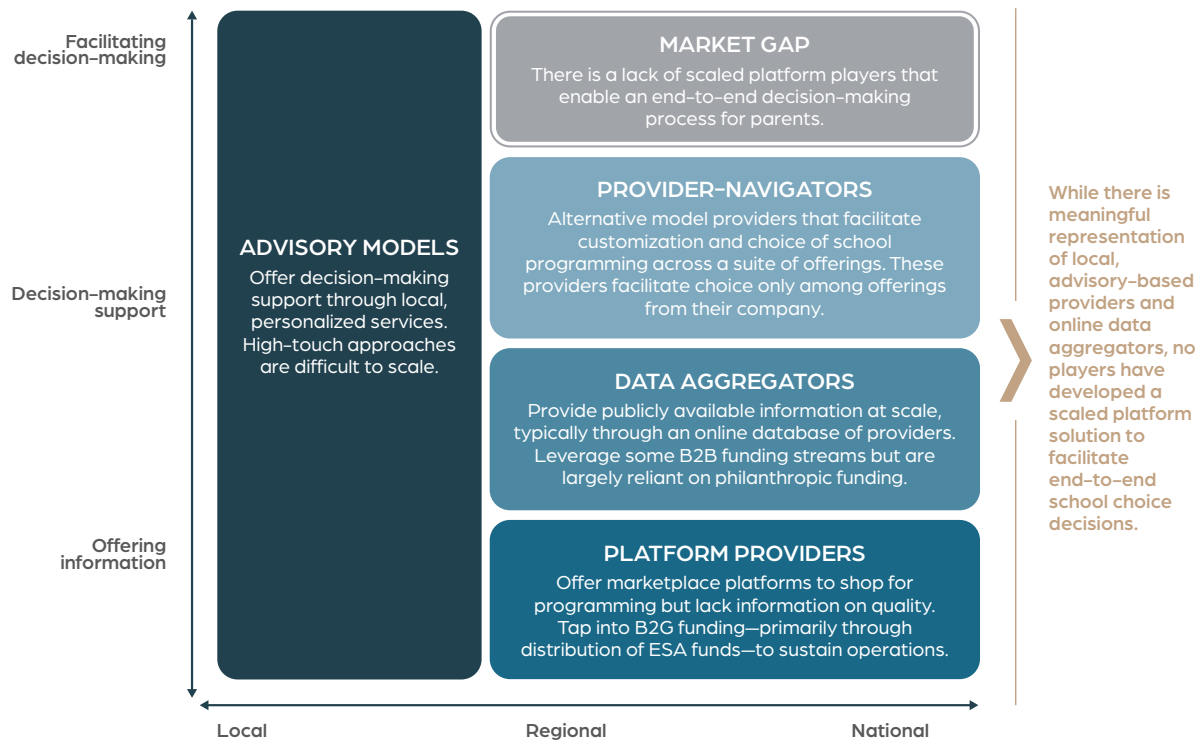 Facilitating
decision-making
Decision-making
support
Offering
information
ADVISORY MODELS
Offer decision-making
support through local,
personalized services.
High-touch approaches
are difficult to scale.
MARKET GAP
There is a lack of scaled platform players that
enable an end-to-end decision-making
process for parents.
PROVIDER-NAVIGATORS
Alternative model providers that facilitate
customization and choice of school
programming across a suite of offerings. These
providers facilitate choice only among offerings
from their company.
DATA AGGREGATORS
Provide publicly available information at scale,
typically through an online database of providers.
Leverage some B2B funding streams but are
largely reliant on philanthropic funding.
PLATFORM PROVIDERS
Offer marketplace platforms to shop for
programming but lack information on quality.
Tap into B2G funding—primarily through
distribution of ESA funds—to sustain operations.
While there is
meaningful
representation
of local,
advisory-based
providers and
online data
aggregators, no
players have
developed a
scaled platform
solution to
facilitate
end-to-end
school choice
decisions.
Local
Regional
National